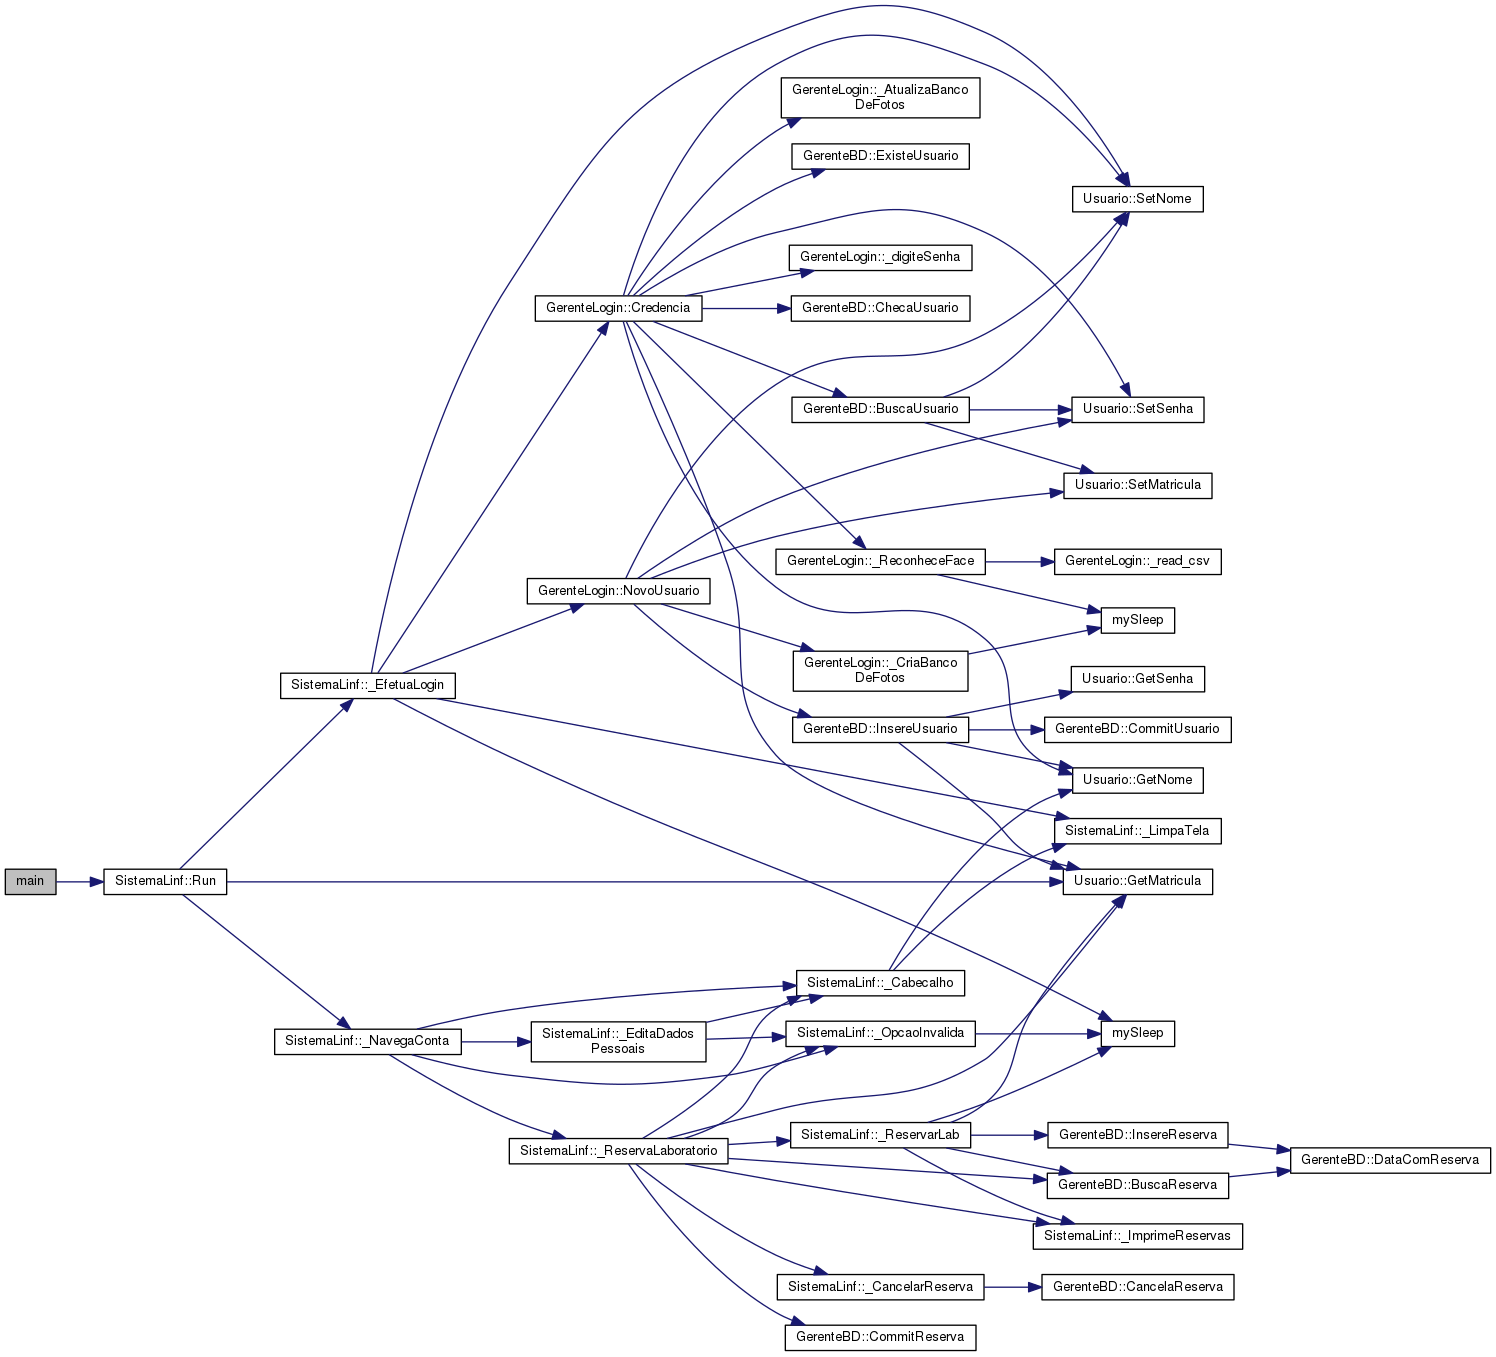 GerenteLogin::_AtualizaBanco
DeFotos
GerenteBD::ExisteUsuario
Usuario::SetNome
GerenteLogin::_digiteSenha
GerenteLogin::Credencia
GerenteBD::ChecaUsuario
GerenteBD::BuscaUsuario
Usuario::SetSenha
Usuario::SetMatricula
GerenteLogin::_ReconheceFace
GerenteLogin::_read_csv
GerenteLogin::NovoUsuario
mySleep
GerenteLogin::_CriaBanco
DeFotos
Usuario::GetSenha
SistemaLinf::_EfetuaLogin
GerenteBD::InsereUsuario
GerenteBD::CommitUsuario
Usuario::GetNome
SistemaLinf::_LimpaTela
main
SistemaLinf::Run
Usuario::GetMatricula
SistemaLinf::_Cabecalho
SistemaLinf::_NavegaConta
SistemaLinf::_EditaDados
Pessoais
SistemaLinf::_OpcaoInvalida
mySleep
SistemaLinf::_ReservaLaboratorio
SistemaLinf::_ReservarLab
GerenteBD::InsereReserva
GerenteBD::DataComReserva
GerenteBD::BuscaReserva
SistemaLinf::_ImprimeReservas
SistemaLinf::_CancelarReserva
GerenteBD::CancelaReserva
GerenteBD::CommitReserva